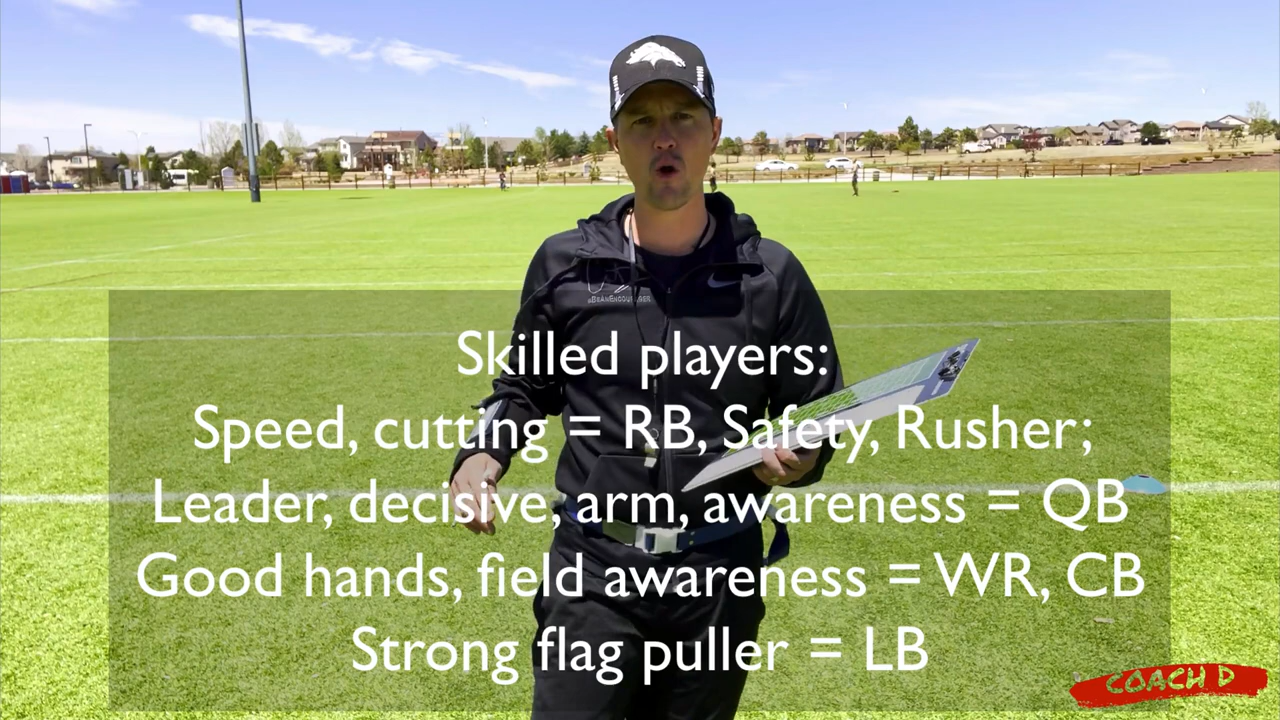 Skilled players:
Speed, cutting = RB, Safety, Rusher;
Leader, decisive, arm, awareness = QB
Good hands, field awareness = WR, CB
Strong flag puller = LB
COACH D